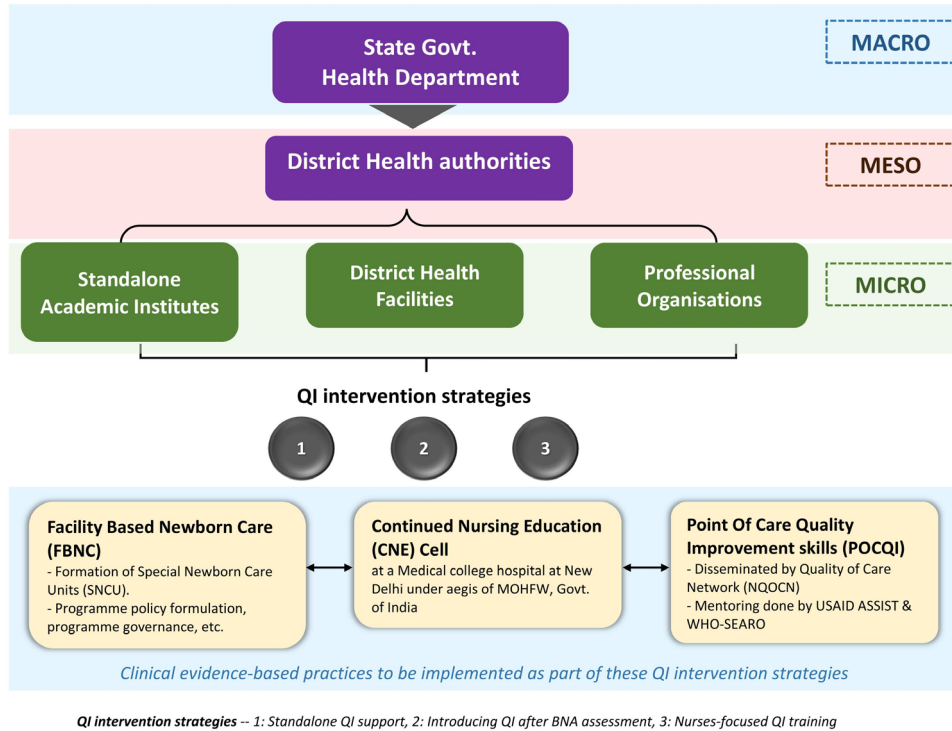 State Govt.
Health Department
MACRO
District Health authorities
MESO
Standalone
Academic Institutes
District Health
Facilities
Professional
Organisations
MICRO
QI intervention strategies
1
2
3
Facility Based Newborn Care
(FBNC)
- Formation of Special Newborn Care
Units (SNCU).
- Programme policy formulation,
programme governance, etc.
Continued Nursing Education
(CNE) Cell
at a Medical college hospital at New
Delhi under aegis of MOHFW, Govt.
of India
Point Of Care Quality
Improvement skills (POCQI)
- Disseminated by Quality of Care
Network (NQOCN)
- Mentoring done by USAID ASSIST &
WHO-SEARO
Clinical evidence-based practices to be implemented as part of these QI intervention strategies
QI intervention strategies -- 1: Standalone QI support, 2: Introducing QI after BNA assessment, 3: Nurses-focused QI training